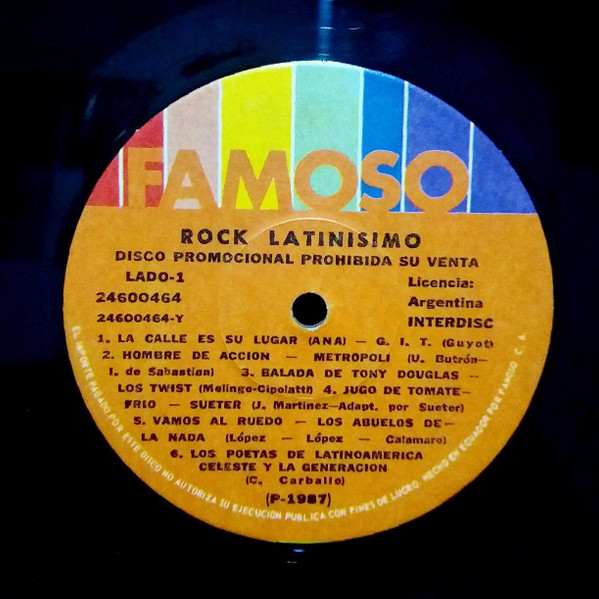 FAMOSO
ROCK LATINISIMO
DISCO PROMOCIONAL PROHIBIDA SU VENTA
LADO-1
24600464
24600464-Y
Licencia:
Argentina
INTERDISC
1. LA CALLE ES SU LUGAR (ANA) — G. I. T. (Guyot)
2. HOMBRE DE ACCION — METROPOLI (U. Butrón—
I. de Sabastian) 3. BALADA DE TONY DOUGLAS —
LOS TWIST (Melingo-Cipolatti) 4. JUGO DE TOMATE—
FRIO — SUETER (J. Martinez—Adapt. por Sueter)
5. VAMOS AL RUEDO — LOS ABUELOS DE—
LA NADA (López — López — Calamaro)
6. LOS POETAS DE LATINOAMERICA
CELESTE Y LA GENERACION
(C. Carballo)
(P-1987)
EL IMPORTE PAGADO POR ESTE DISCO NO AUTORIZA SU EJECUCION PUBLICA CON FINES DE LUCRO. HECHO EN ECUADOR POR FAMOSO C. A.